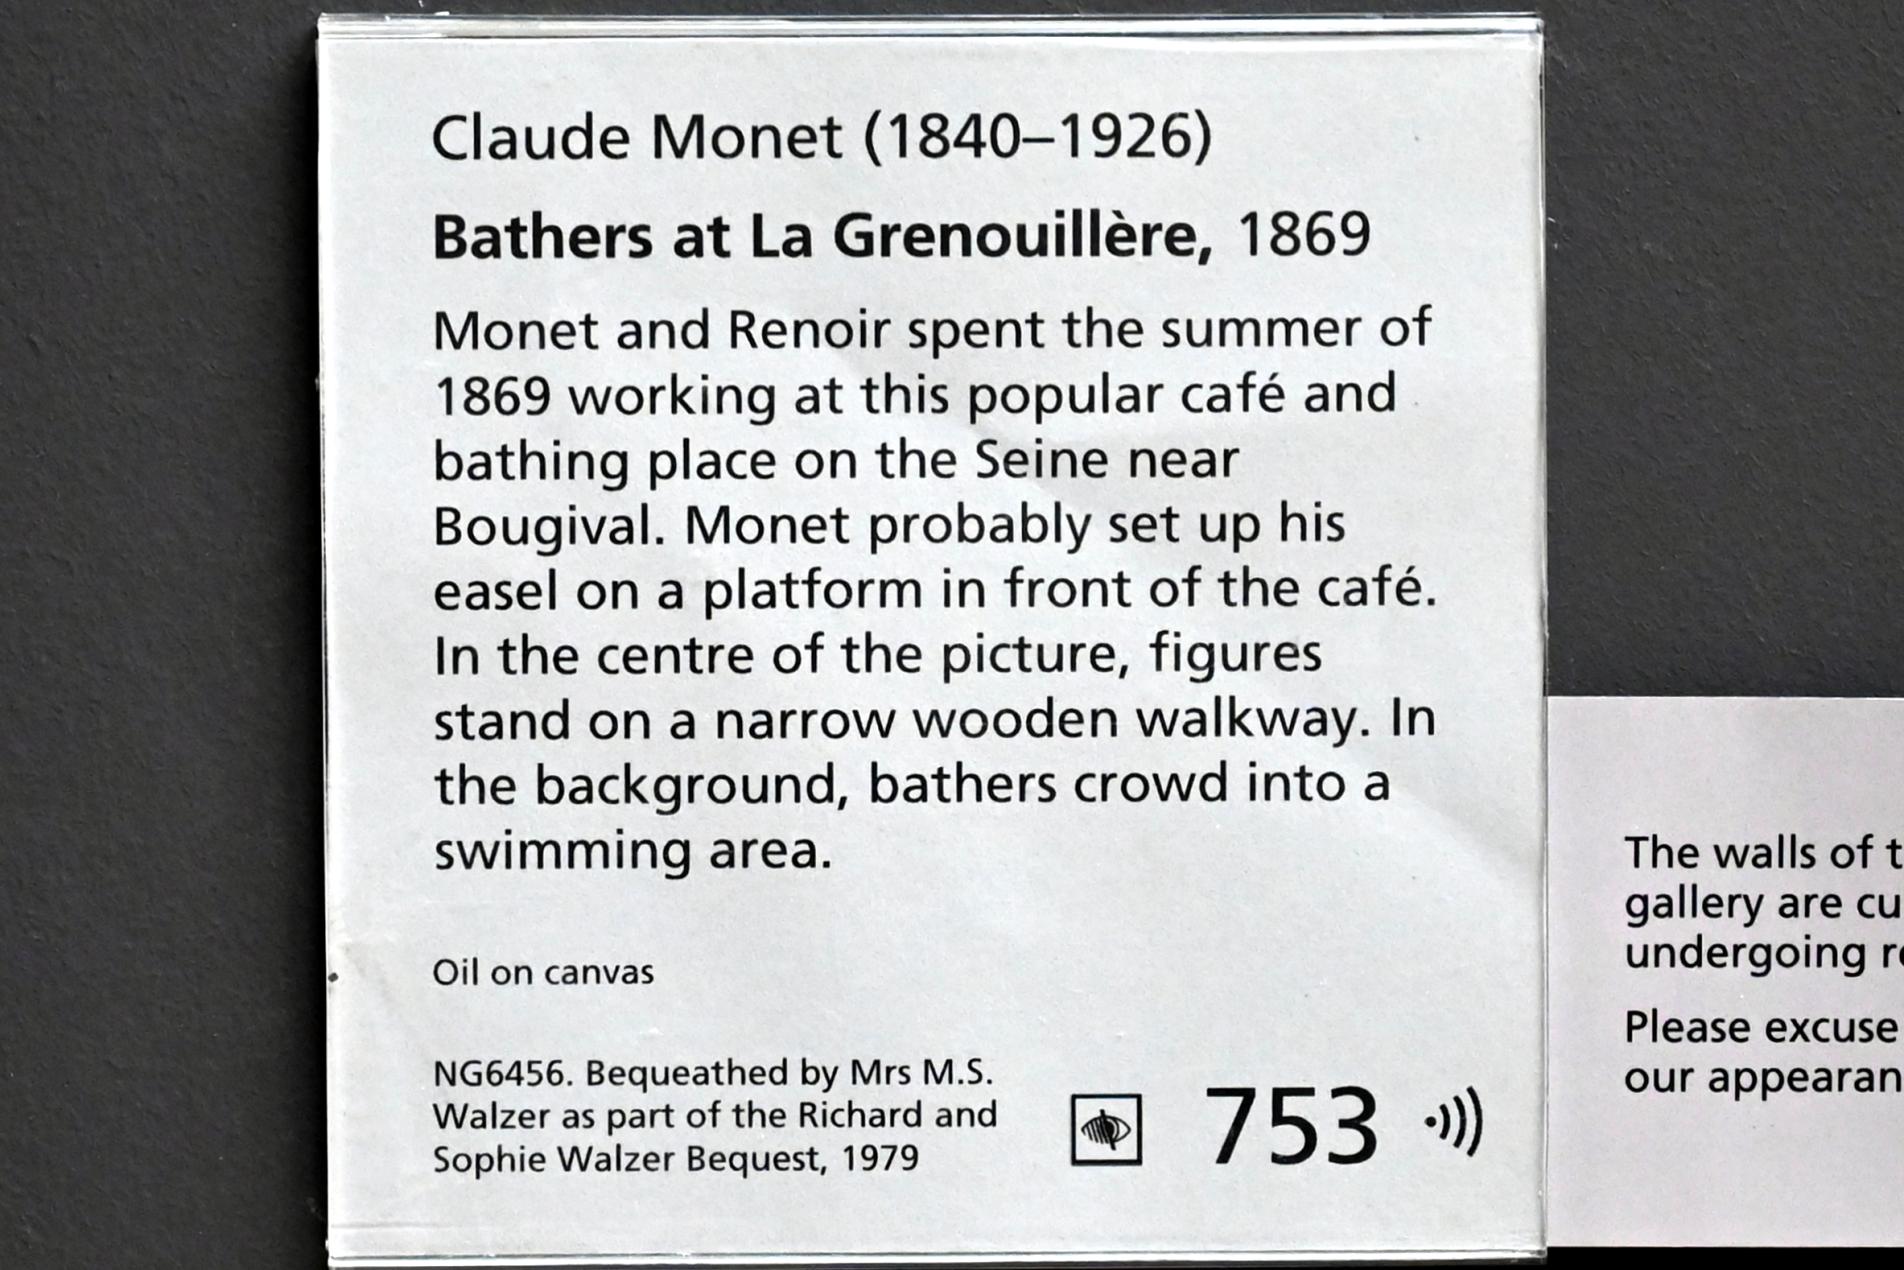 Claude Monet (1840–1926)
Bathers at La Grenouillère, 1869
Monet and Renoir spent the summer of
1869 working at this popular café and
bathing place on the Seine near
Bougival. Monet probably set up his
easel on a platform in front of the café.
In the centre of the picture, figures
stand on a narrow wooden walkway. In
the background, bathers crowd into a
swimming area.
Oil on canvas
NG6456. Bequeathed by Mrs M.S.
Walzer as part of the Richard and
Sophie Walzer Bequest, 1979
753
The walls of
gallery are
undergoing
Please excuse
our